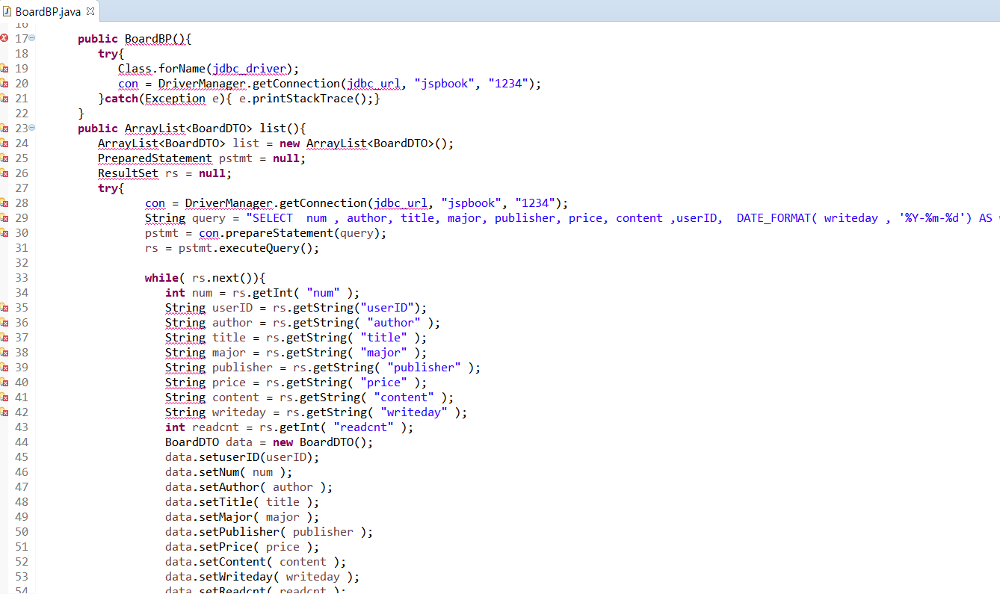 BoardBP.java
16
17 public BoardBP(){
18 try{
19 Class.forName(jdbc_driver);
20 con = DriverManager.getConnection(jdbc_url, "jspbook", "1234");
21 }catch(Exception e){ e.printStackTrace();}
22 }
23 public ArrayList<BoardDTO> list(){
24 ArrayList<BoardDTO> list = new ArrayList<BoardDTO>();
25 PreparedStatement pstmt = null;
26 ResultSet rs = null;
27 try{
28 con = DriverManager.getConnection(jdbc_url, "jspbook", "1234");
29 String query = "SELECT  num , author, title, major, publisher, price, content ,userID,  DATE_FORMAT( writeday , '%Y-%m-%d') AS
30 pstmt = con.prepareStatement(query);
31 rs = pstmt.executeQuery();
32
33 while( rs.next()){
34 int num = rs.getInt( "num" );
35 String userID = rs.getString("userID");
36 String author = rs.getString( "author" );
37 String title = rs.getString( "title" );
38 String major = rs.getString( "major" );
39 String publisher = rs.getString( "publisher" );
40 String price = rs.getString( "price" );
41 String content = rs.getString( "content" );
42 String writeday = rs.getString( "writeday" );
43 int readcnt = rs.getInt( "readcnt" );
44 BoardDTO data = new BoardDTO();
45 data.setuserID(userID);
46 data.setNum( num );
47 data.setAuthor( author );
48 data.setTitle( title );
49 data.setMajor( major );
50 data.setPublisher( publisher );
51 data.setPrice( price );
52 data.setContent( content );
53 data.setWriteday( writeday );
54 data.setReadcnt( readcnt );